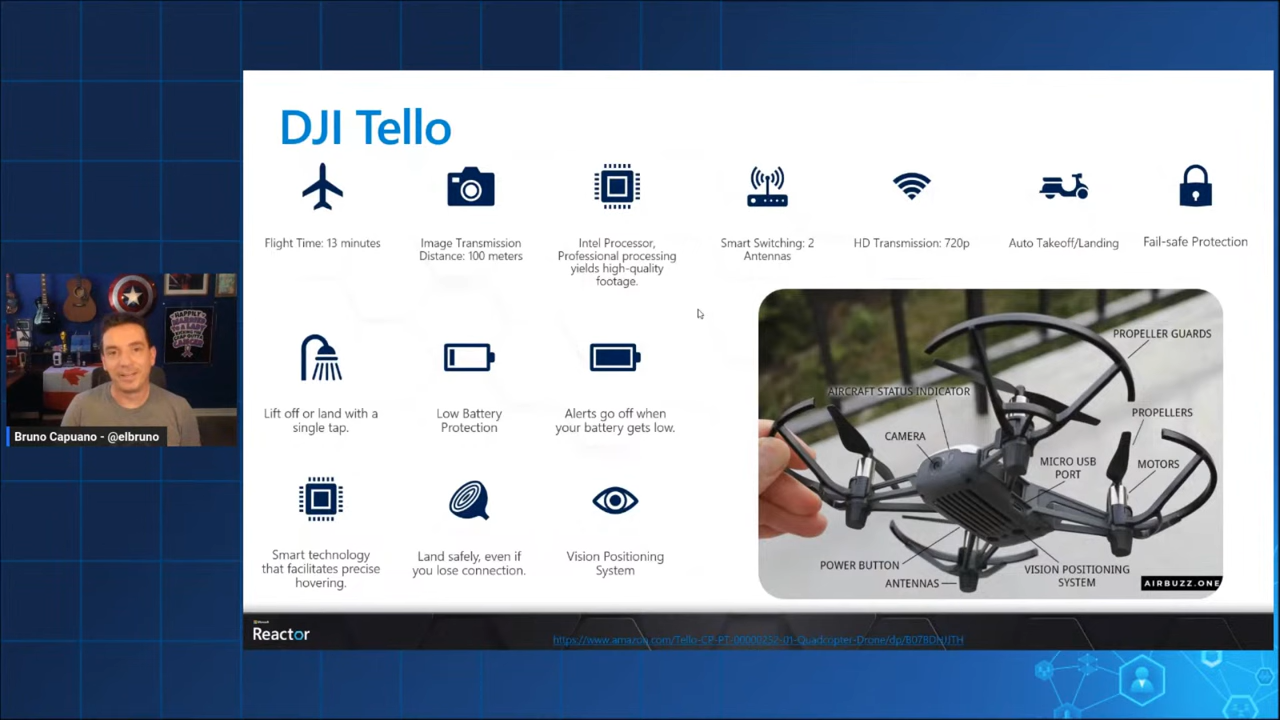 DJI Tello
Flight Time: 13 minutes
Image Transmission
Distance: 100 meters
Intel Processor,
Professional processing
yields high-quality
footage.
Smart Switching: 2
Antennas
HD Transmission: 720p
Auto Takeoff/Landing
Fail-safe Protection
Lift off or land with a
single tap.
Low Battery
Protection
Alerts go off when
your battery gets low.
Smart technology
that facilitates precise
hovering.
Land safely, even if
you lose connection.
Vision Positioning
System
PROPELLER GUARDS
AIRCRAFT STATUS INDICATOR
PROPELLERS
CAMERA
MICRO USB
PORT
MOTORS
POWER BUTTON
ANTENNAS
VISION POSITIONING
SYSTEM
AIRBUZZ.ONE
Bruno Capuano - @elbruno
Reactor